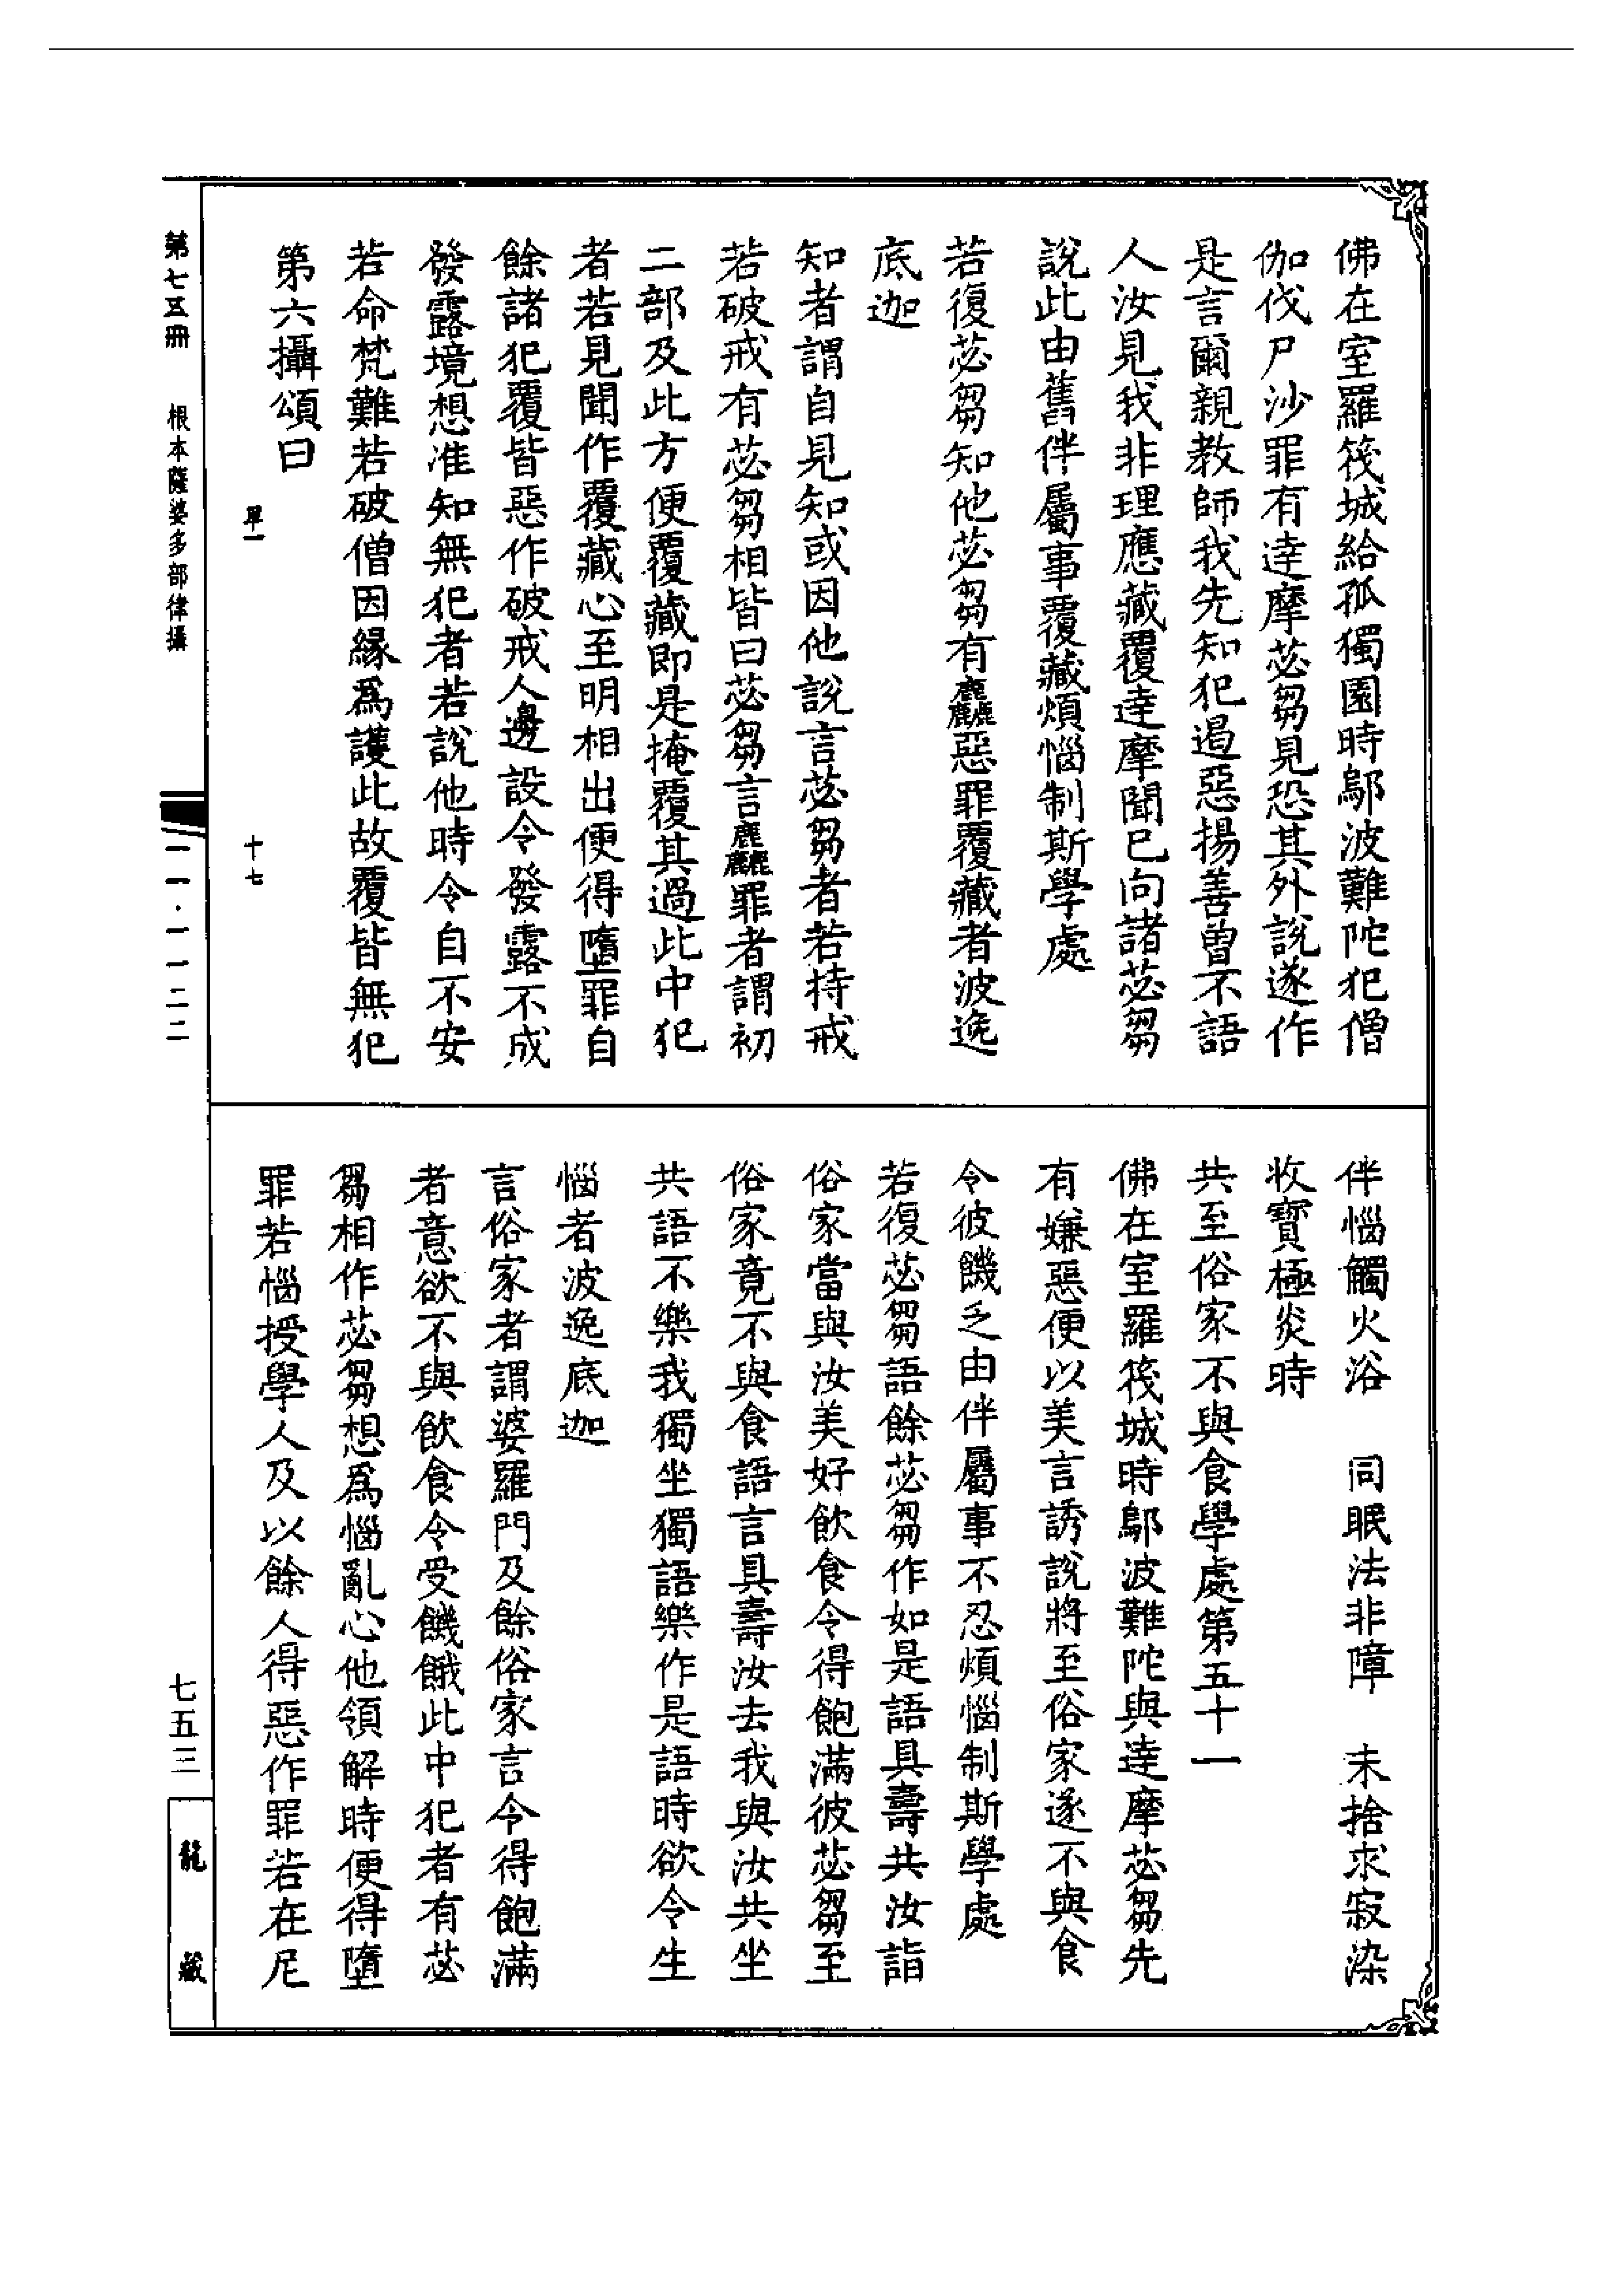 佛在室羅筏城給孤獨園時鄔波難陀犯僧
伽伐尸沙罪有達摩苾芻見恐其外說遂作
是言爾親教師我先知犯遏惡揚善曾不語
人汝見我非理應藏覆達摩聞已向諸苾芻
說此由舊伴屬事覆藏煩惱制斯學處
若復苾芻知他苾芻有麤惡罪覆藏者波逸
底迦
知者謂自見知或因他說言苾芻者若持戒
若破戒有苾芻相皆曰苾芻言麤罪者謂初
二部及此方便覆藏即是掩覆其過此中犯
者若見聞作覆藏心至明相出便得墮罪自
餘諸犯覆皆惡作破戒人邊設令發露不成
發露境想准知無犯者若說他時令自不安
若命梵難若破僧因緣為護此故覆皆無犯
第六攝頌曰
伴惱觸火浴 同眠法非障 未捨求寂染
收寶極炎時
共至俗家不與食學處第五十一
佛在室羅筏城時鄔波難陀與達摩苾芻先
有嫌惡便以美言誘說將至俗家遂不與食
令彼饑乏由伴屬事不忍煩惱制斯學處
若復苾芻語餘苾芻作如是語具壽共汝詣
俗家當與汝美好飲食令得飽滿彼苾芻至
俗家竟不與食語言具壽汝去我與汝共坐
共語不樂我獨坐獨語樂作是語時欲令生
惱者波逸底迦
言俗家者謂婆羅門及餘俗家言令得飽滿
者意欲不與飲食令受饑餓此中犯者有苾
芻相作苾芻想為惱亂心他領解時便得墮
罪若惱授學人及以餘人得惡作罪若在尼
單一 十七
第七五冊 根本薩婆多部律攝 一一·一一二二
七五三
龍藏